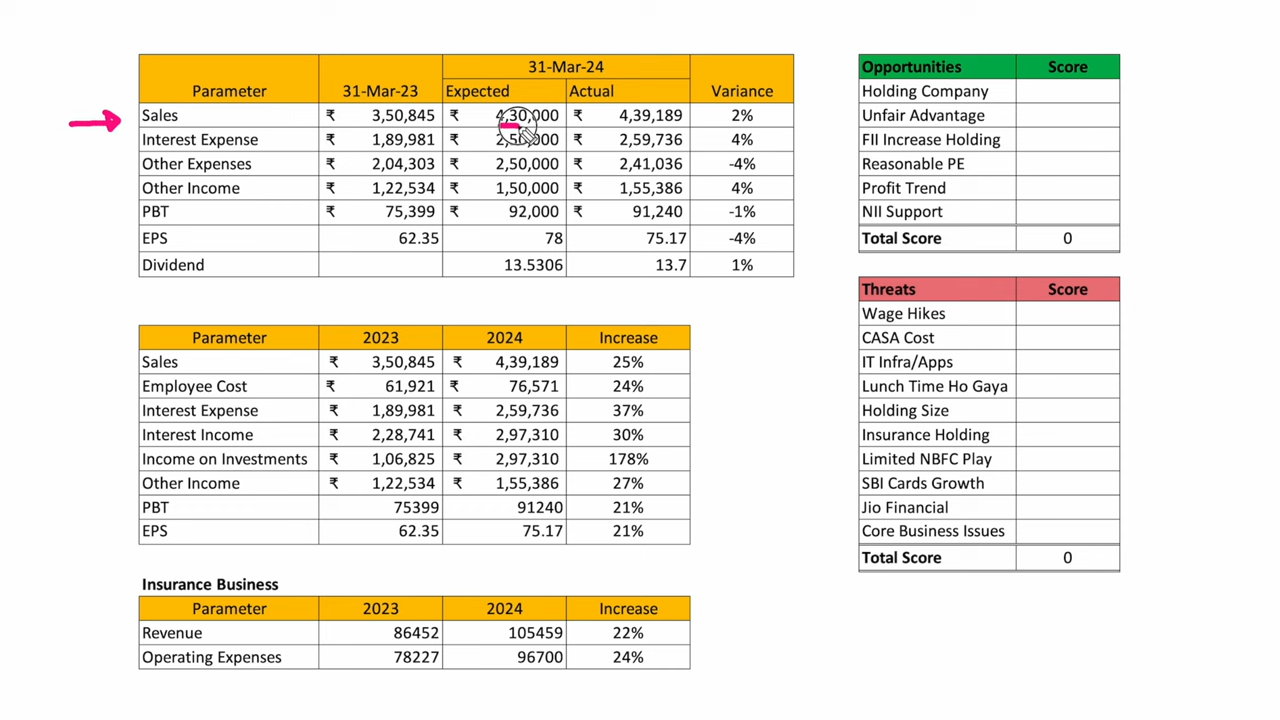 31-Mar-24
Parameter 31-Mar-23 Expected Actual Variance
Sales ₹ 3,50,845 ₹ 4,30,000 ₹ 4,39,189 2%
Interest Expense ₹ 1,89,981 ₹ 2,50,000 ₹ 2,59,736 4%
Other Expenses ₹ 2,04,303 ₹ 2,50,000 ₹ 2,41,036 -4%
Other Income ₹ 1,22,534 ₹ 1,50,000 ₹ 1,55,386 4%
PBT ₹ 75,399 ₹ 92,000 ₹ 91,240 -1%
EPS 62.35 78 75.17 -4%
Dividend 13.5306 13.7 1%
Parameter 2023 2024 Increase
Sales ₹ 3,50,845 ₹ 4,39,189 25%
Employee Cost ₹ 61,921 ₹ 76,571 24%
Interest Expense ₹ 1,89,981 ₹ 2,59,736 37%
Interest Income ₹ 2,28,741 ₹ 2,97,310 30%
Income on Investments ₹ 1,06,825 ₹ 2,97,310 178%
Other Income ₹ 1,22,534 ₹ 1,55,386 27%
PBT 75399 91240 21%
EPS 62.35 75.17 21%
Insurance Business
Parameter 2023 2024 Increase
Revenue 86452 105459 22%
Operating Expenses 78227 96700 24%
Opportunities Score
Holding Company
Unfair Advantage
FII Increase Holding
Reasonable PE
Profit Trend
NII Support
Total Score 0
Threats Score
Wage Hikes
CASA Cost
IT Infra/Apps
Lunch Time Ho Gaya
Holding Size
Insurance Holding
Limited NBFC Play
SBI Cards Growth
Jio Financial
Core Business Issues
Total Score 0